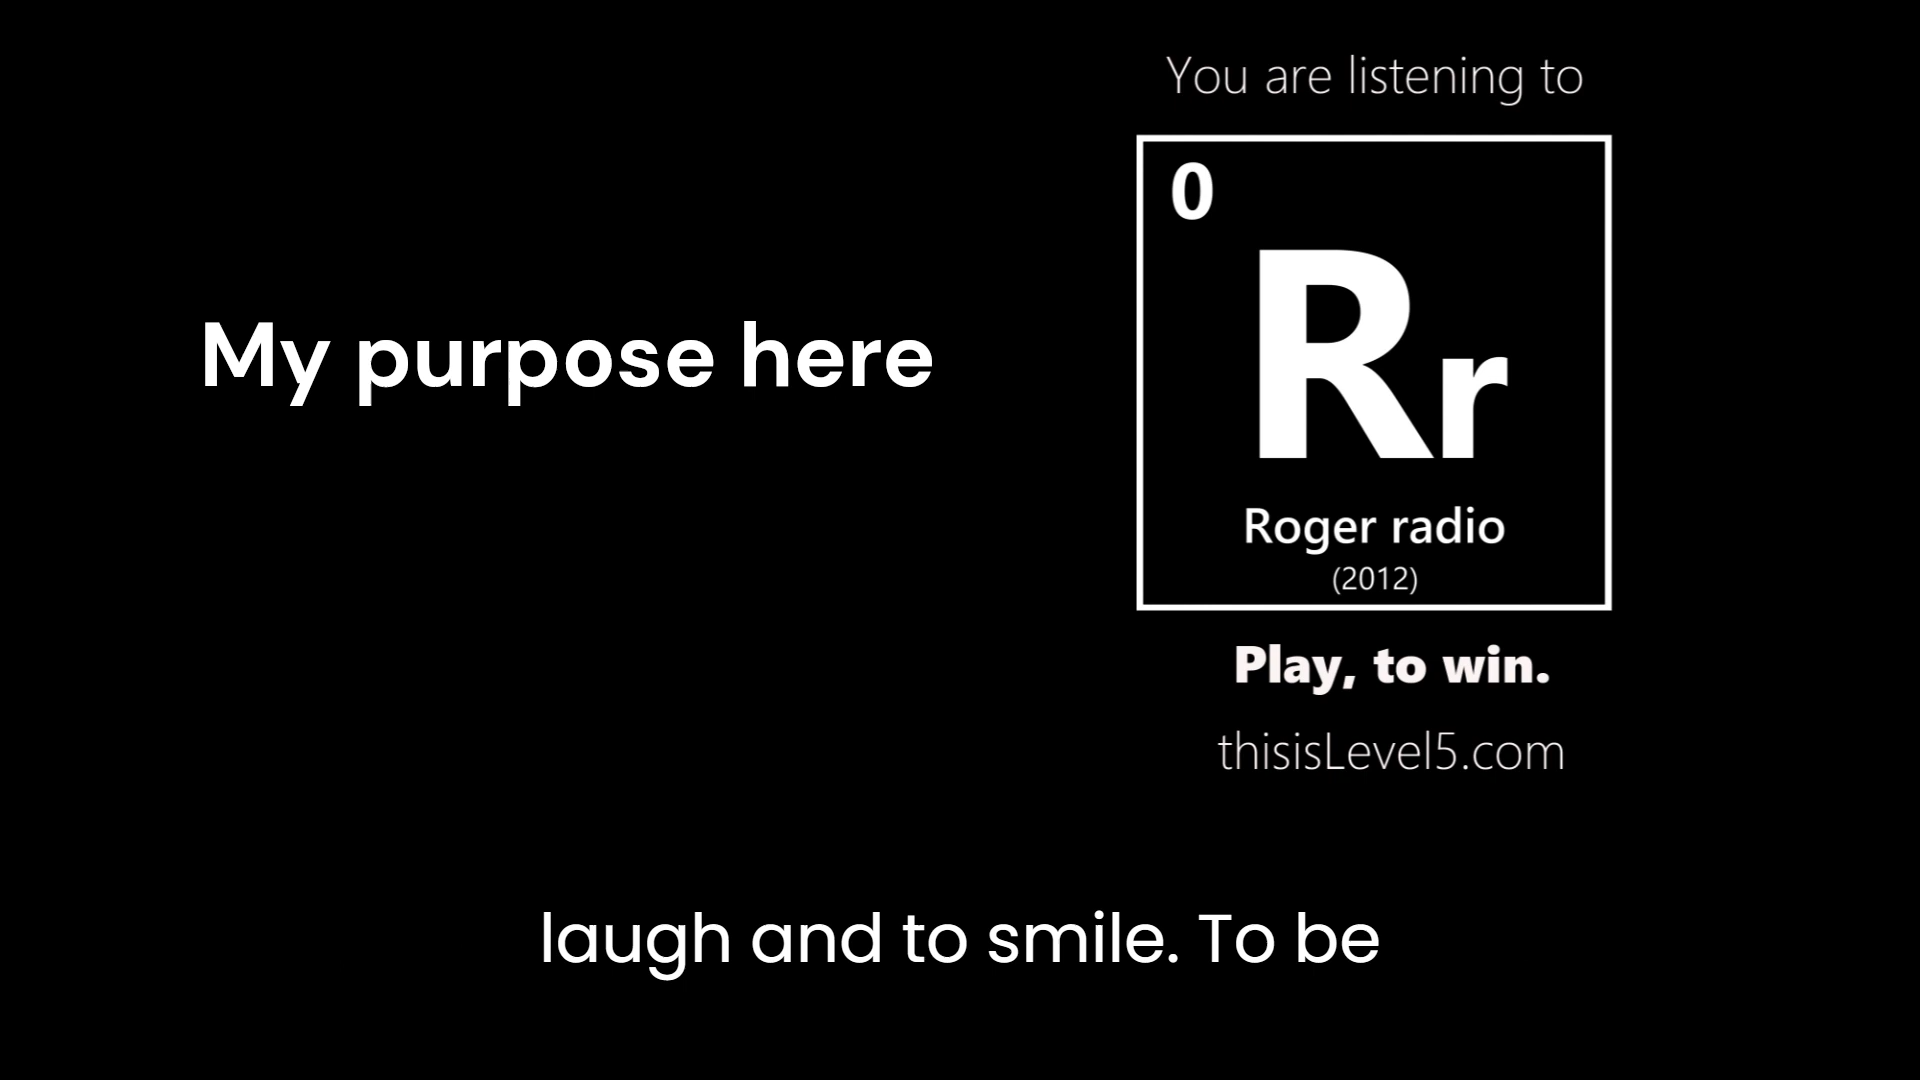 My purpose here
You are listening to
0
Rr
Roger radio
(2012)
Play, to win.
thisisLevel5.com
laugh and to smile. To be